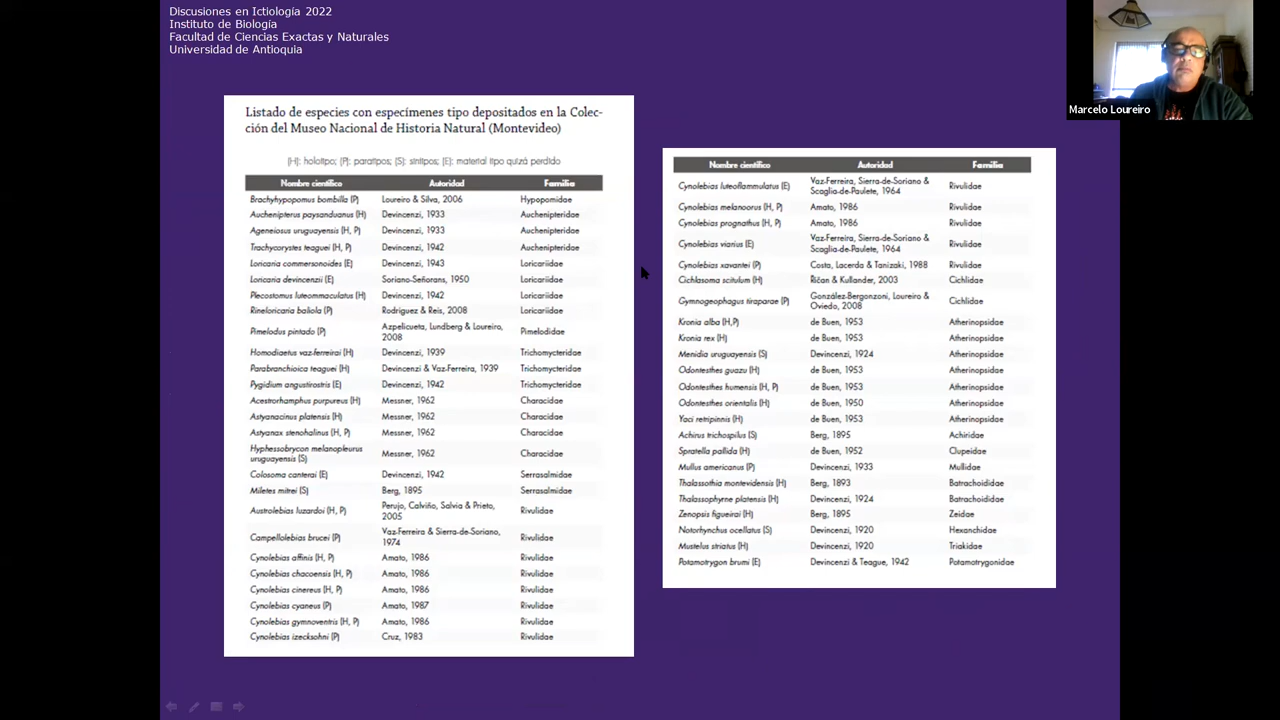 Discusiones en Ictiología 2022
Instituto de Biología
Facultad de Ciencias Exactas y Naturales
Universidad de Antioquia
Marcelo Loureiro
Listado de especies con especímenes tipo depositados en la Colec-
ción del Museo Nacional de Historia Natural (Montevideo)
(H): holotipo; (P): paratipos; (S): sintipos; (E): material tipo quizá perdido
Nombre científico Autoridad Familia
Brachyhypopomus bombilla (P) Loureiro & Silva, 2006 Hypopomidae
Auchenipterus paysanduanus (H) Devincenzi, 1933 Auchenipteridae
Ageneiosus uruguayensis (H, P) Devincenzi, 1933 Auchenipteridae
Trachycorystes teaguei (H, P) Devincenzi, 1942 Auchenipteridae
Loricaria commersonoides (E) Devincenzi, 1943 Loricariidae
Loricaria devincenzii (E) Soriano-Señorans, 1950 Loricariidae
Plecostomus luteommaculatus (H) Devincenzi, 1942 Loricariidae
Rineloricaria baliola (P) Rodriguez & Reis, 2008 Loricariidae
Pimelodus pintado (P) Azpelicueta, Lundberg & Loureiro, 2008 Pimelodidae
Homodiaetus vaz-ferreirai (H) Devincenzi, 1939 Trichomycteridae
Parabranchioica teaguei (H) Devincenzi & Vaz-Ferreira, 1939 Trichomycteridae
Pygidium angustirostris (E) Devincenzi, 1942 Trichomycteridae
Acestrorhamphus purpureus (H) Messner, 1962 Characidae
Astyanacinus platensis (H) Messner, 1962 Characidae
Astyanax stenohalinus (H, P) Messner, 1962 Characidae
Hyphessobrycon melanopleurus uruguayensis (S) Messner, 1962 Characidae
Colosoma canterai (E) Devincenzi, 1942 Serrasalmidae
Miletes mitrei (S) Berg, 1895 Serrasalmidae
Austrolebias luzardoi (H, P) Perujo, Calviño, Salvia & Prieto, 2005 Rivulidae
Campellolebias brucei (P) Vaz-Ferreira & Sierra-de-Soriano, 1974 Rivulidae
Cynolebias affinis (H, P) Amato, 1986 Rivulidae
Cynolebias chacoensis (H, P) Amato, 1986 Rivulidae
Cynolebias cinereus (H, P) Amato, 1986 Rivulidae
Cynolebias cyaneus (P) Amato, 1987 Rivulidae
Cynolebias gymnoventris (H, P) Amato, 1986 Rivulidae
Cynolebias izecksohni (P) Cruz, 1983 Rivulidae
Nombre científico Autoridad Familia
Cynolebias luteoflammulatus (E) Vaz-Ferreira, Sierra-de-Soriano & Scaglia-de-Paulete, 1964 Rivulidae
Cynolebias melanoorus (H, P) Amato, 1986 Rivulidae
Cynolebias prognathus (H, P) Amato, 1986 Rivulidae
Cynolebias viarius (E) Vaz-Ferreira, Sierra-de-Soriano & Scaglia-de-Paulete, 1964 Rivulidae
Cynolebias xavantei (P) Costa, Lacerda & Tanizaki, 1988 Rivulidae
Cichlasoma scitulum (H) Řičan & Kullander, 2003 Cichlidae
Gymnogeophagus tiraparae (P) González-Bergonzoni, Loureiro & Oviedo, 2008 Cichlidae
Kronia alba (H,P) de Buen, 1953 Atherinopsidae
Kronia rex (H) de Buen, 1953 Atherinopsidae
Menidia uruguayensis (S) Devincenzi, 1924 Atherinopsidae
Odontesthes guazu (H) de Buen, 1953 Atherinopsidae
Odontesthes humensis (H, P) de Buen, 1953 Atherinopsidae
Odontesthes orientalis (H) de Buen, 1950 Atherinopsidae
Yaci retripinnis (H) de Buen, 1953 Atherinopsidae
Achirus trichospilus (S) Berg, 1895 Achiridae
Spratella pallida (H) de Buen, 1952 Clupeidae
Mullus americanus (P) Devincenzi, 1933 Mullidae
Thalassothia montevidensis (H) Berg, 1893 Batrachoididae
Thalassophyrne platensis (H) Devincenzi, 1924 Batrachoididae
Zenopsis figueirai (H) Berg, 1895 Zeidae
Notorhynchus ocellatus (S) Devincenzi, 1920 Hexanchidae
Mustelus striatus (H) Devincenzi, 1920 Triakidae
Potamotrygon brumi (E) Devincenzi & Teague, 1942 Potamotrygonidae